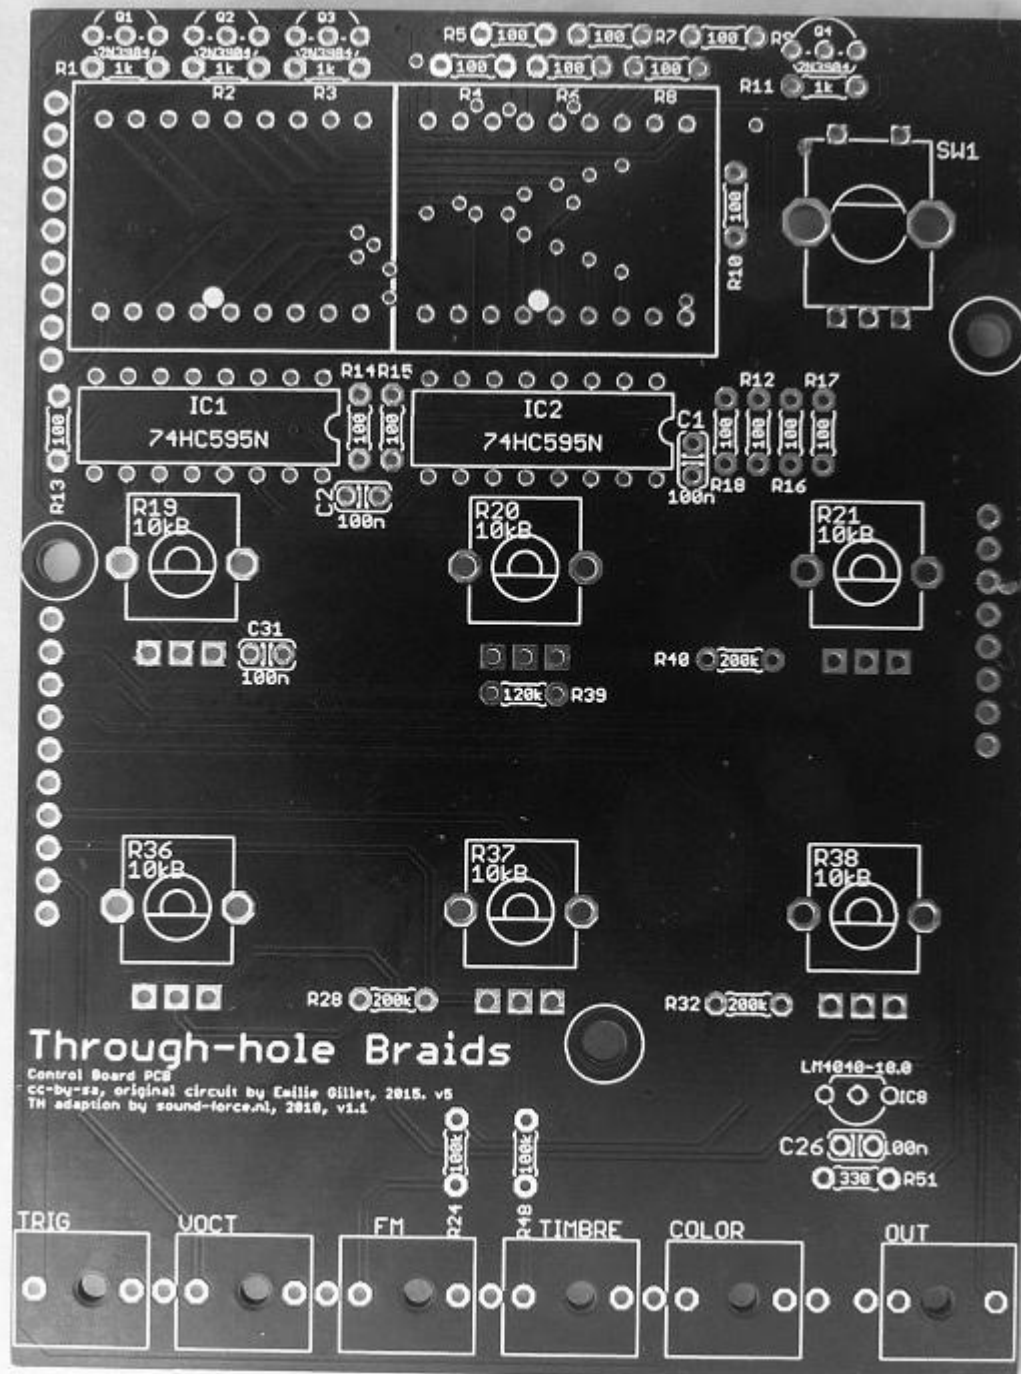 Q1 Q2 Q3
2N3904 2N3904 2N3904
R5 100 100 R7 100 R9
Q4
2N3904
R1 1k 1k 1k
100 100 100
R11 1k
R2 R3 R4 R6 R8
SW1
100
R10
R14 R15
R12 R17
IC1
74HC595N
IC2
74HC595N
C1
100 100 100 100 100 100 100
R13
C2
100n
100n
R18 R16
R19
10kB
R20
10kB
R21
10kB
C31
100n
R40 200k
120k R39
R36
10kB
R37
10kB
R38
10kB
R28 200k
R32 200k
Through-hole Braids
Control Board PCB
cc-by-sa, original circuit by Emilie Gillet, 2015. v5
TH adaption by sound-force.nl, 2018, v1.1
LM4040-10.0
IC8
C26 100n
330 R51
100k 100k
R24 R48
TRIG VOCT FM TIMBRE COLOR OUT